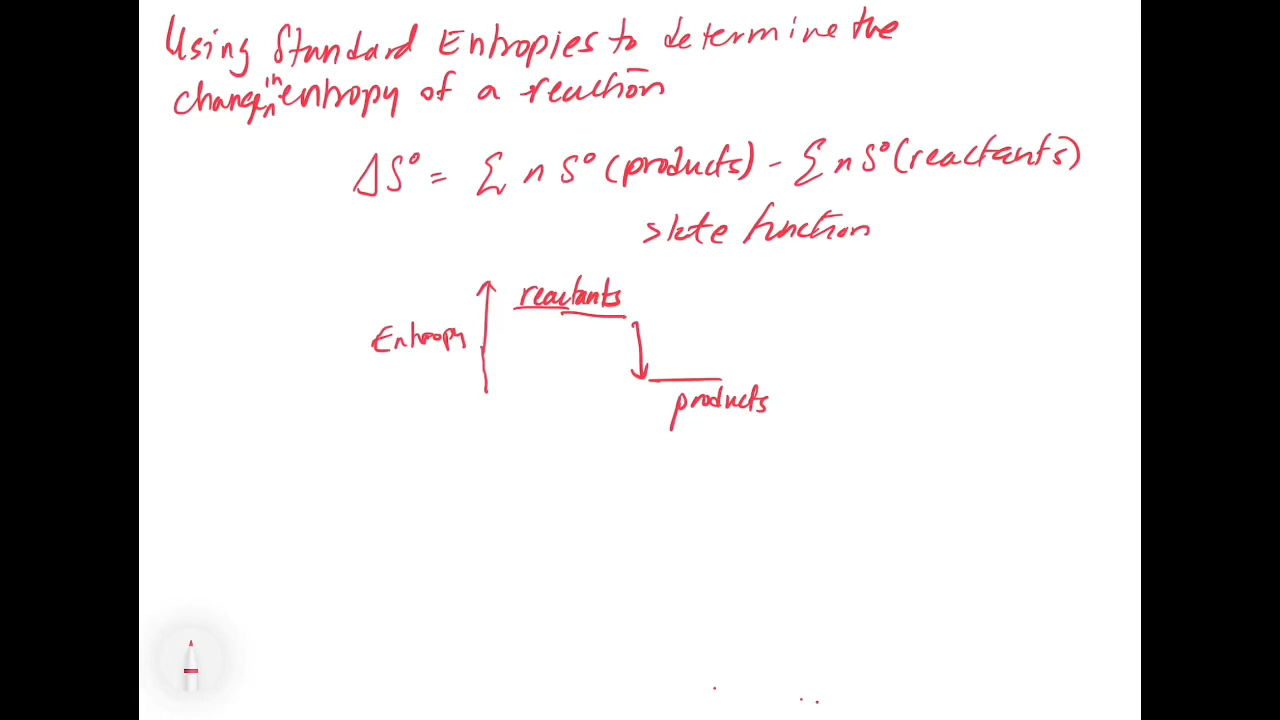 Using Standard Entropies to determine the
change in entropy of a reaction
ΔS° = Σ n S° (products) - Σ n S° (reactants)
state function
reactants
Entropy
products